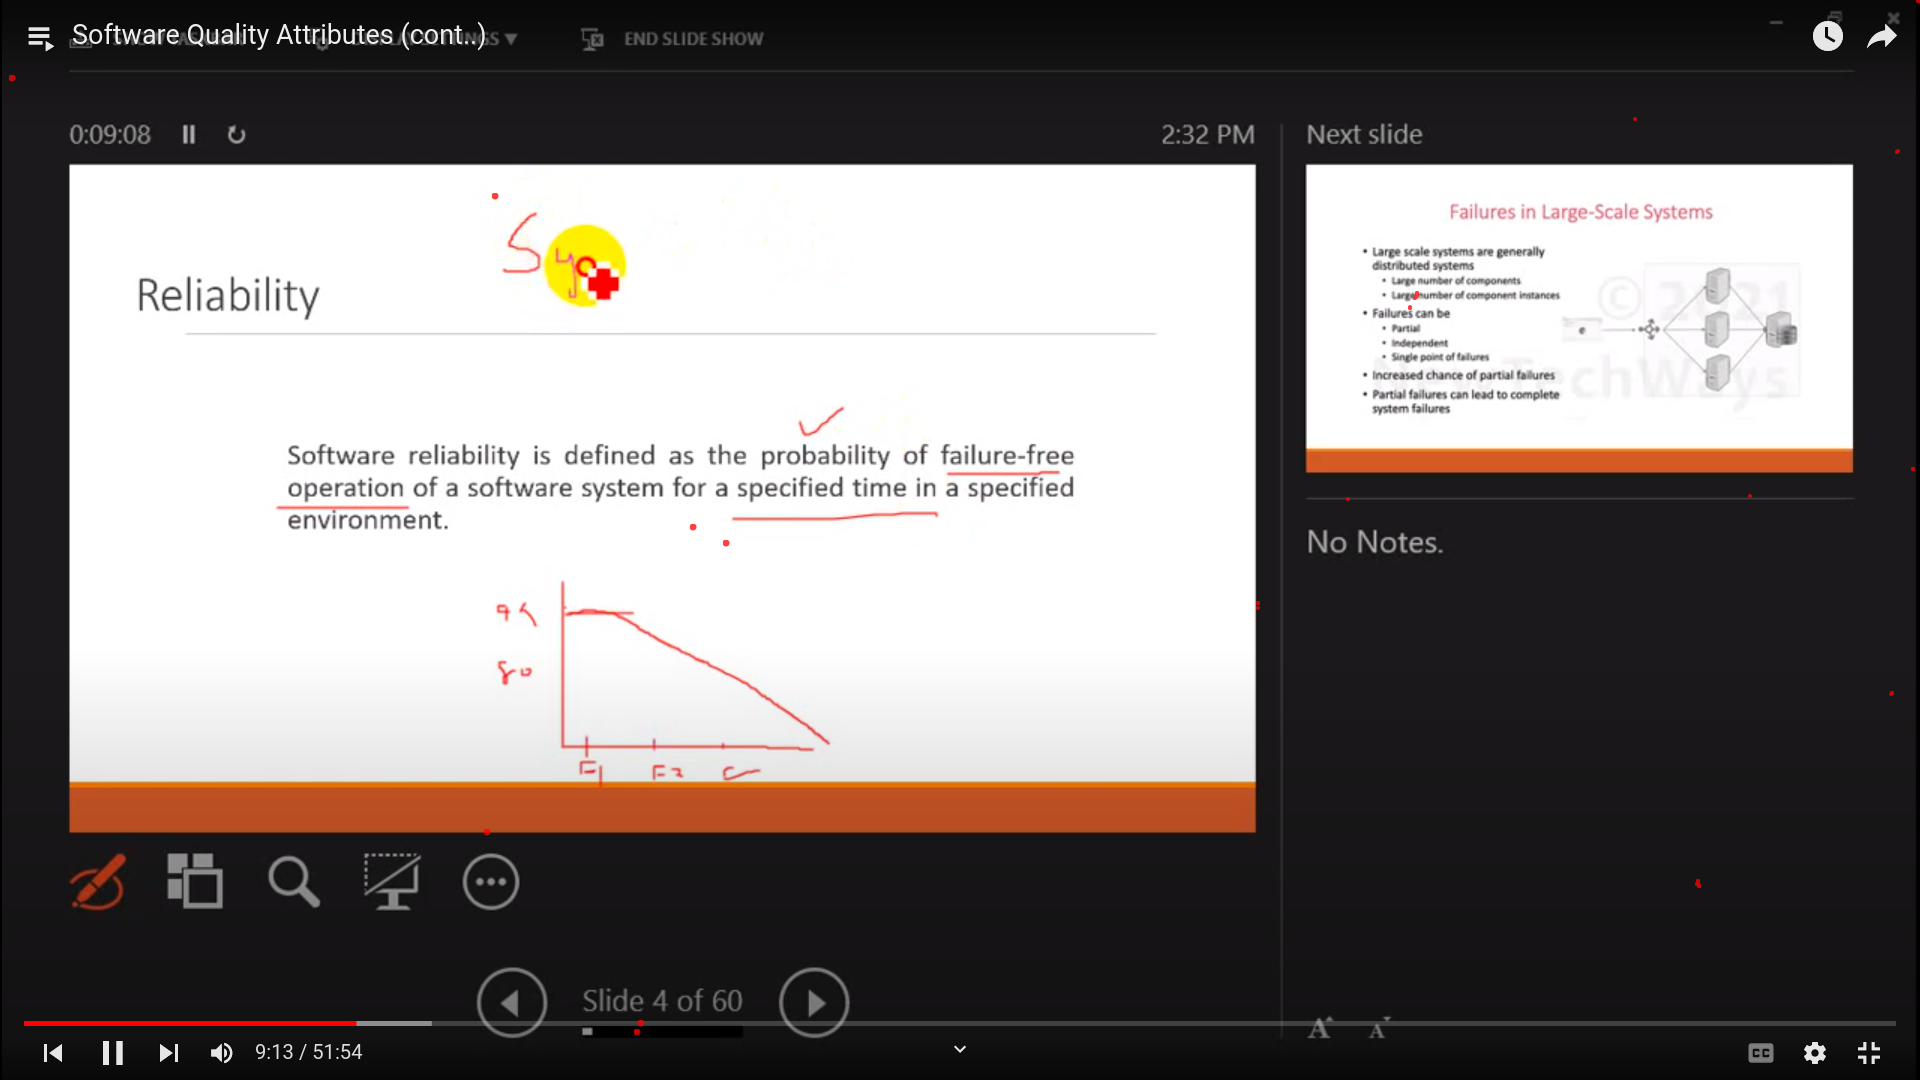 Software Quality Attributes (cont..)
END SLIDE SHOW
0:09:08
2:32 PM
Next slide
Sy
Reliability
Software reliability is defined as the probability of failure-free
operation of a software system for a specified time in a specified
environment.
80
F1
F2
Failures in Large-Scale Systems
• Large scale systems are generally
distributed systems
• Large number of components
• Large number of component instances
• Failures can be
• Partial
• Independent
• Single point of failures
• Increased chance of partial failures
• Partial failures can lead to complete
system failures
© 2021
NewTechWays
No Notes.
Slide 4 of 60
A A
9:13 / 51:54
CC